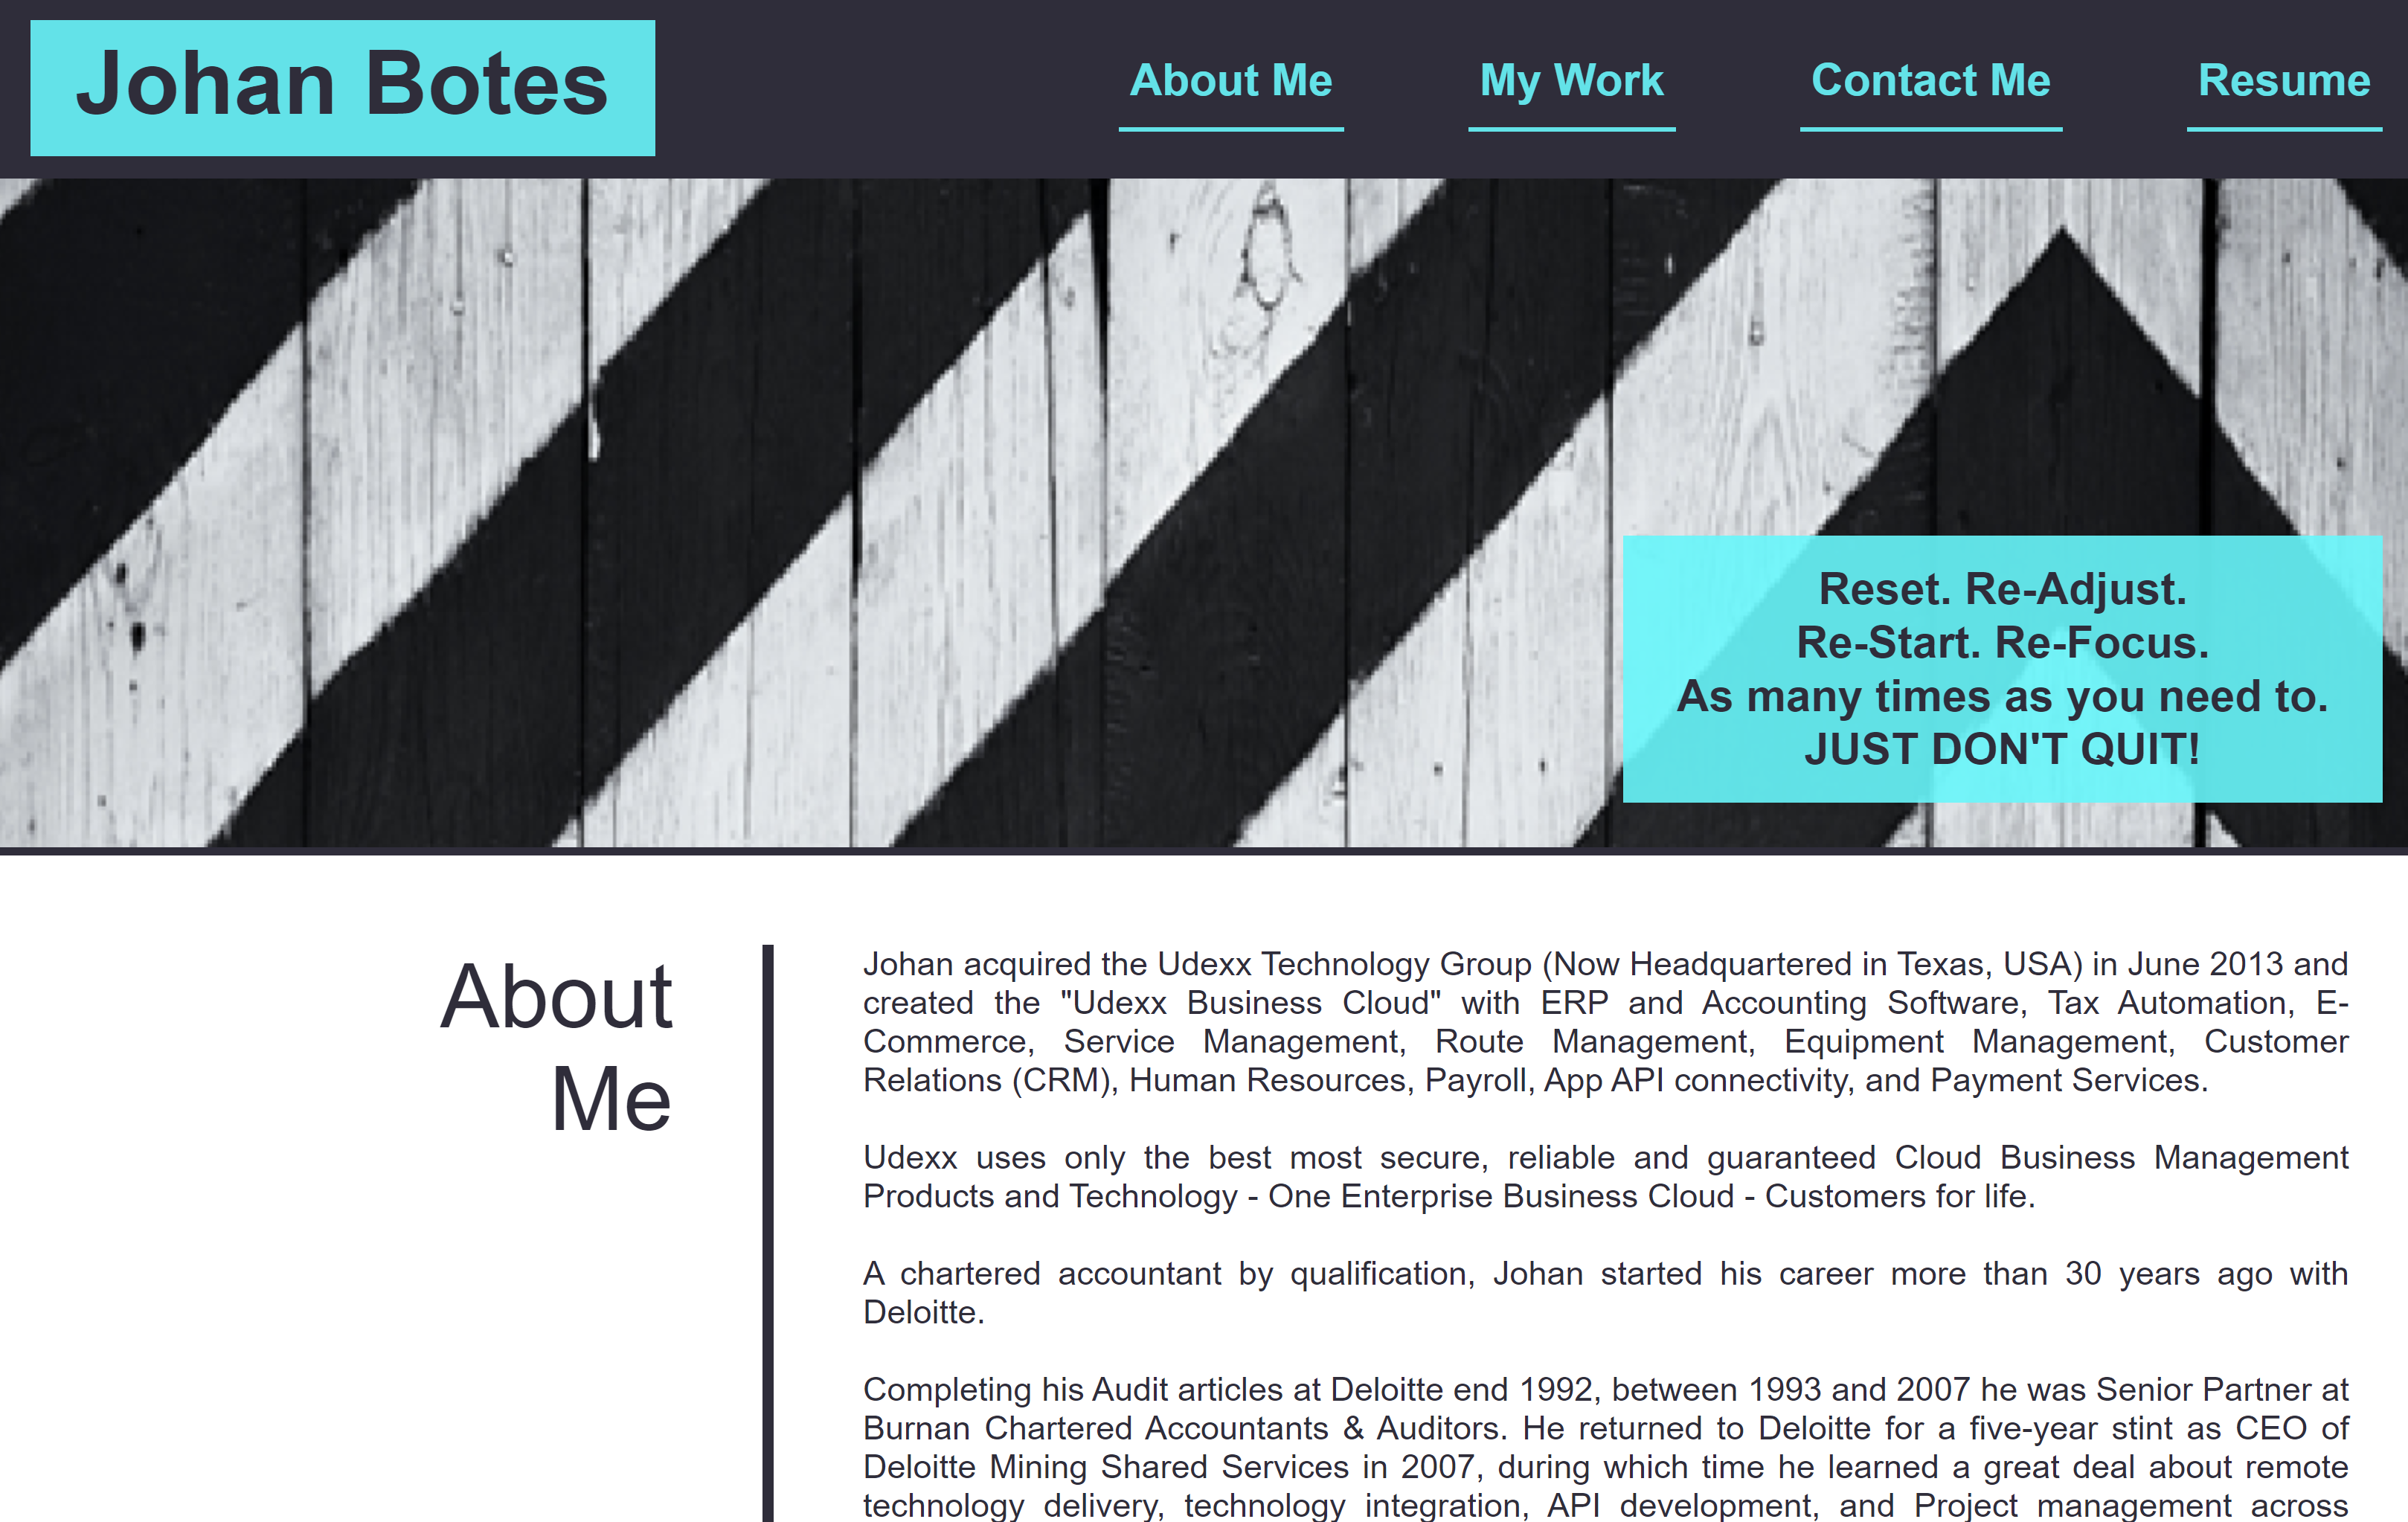 Johan Botes
About Me
My Work
Contact Me
Resume
Reset. Re-Adjust.
Re-Start. Re-Focus.
As many times as you need to.
JUST DON'T QUIT!
About
Me
Johan acquired the Udexx Technology Group (Now Headquartered in Texas, USA) in June 2013 and
created the "Udexx Business Cloud" with ERP and Accounting Software, Tax Automation, E-
Commerce, Service Management, Route Management, Equipment Management, Customer
Relations (CRM), Human Resources, Payroll, App API connectivity, and Payment Services.
Udexx uses only the best most secure, reliable and guaranteed Cloud Business Management
Products and Technology - One Enterprise Business Cloud - Customers for life.
A chartered accountant by qualification, Johan started his career more than 30 years ago with
Deloitte.
Completing his Audit articles at Deloitte end 1992, between 1993 and 2007 he was Senior Partner at
Burnan Chartered Accountants & Auditors. He returned to Deloitte for a five-year stint as CEO of
Deloitte Mining Shared Services in 2007, during which time he learned a great deal about remote
technology delivery, technology integration, API development, and Project management across